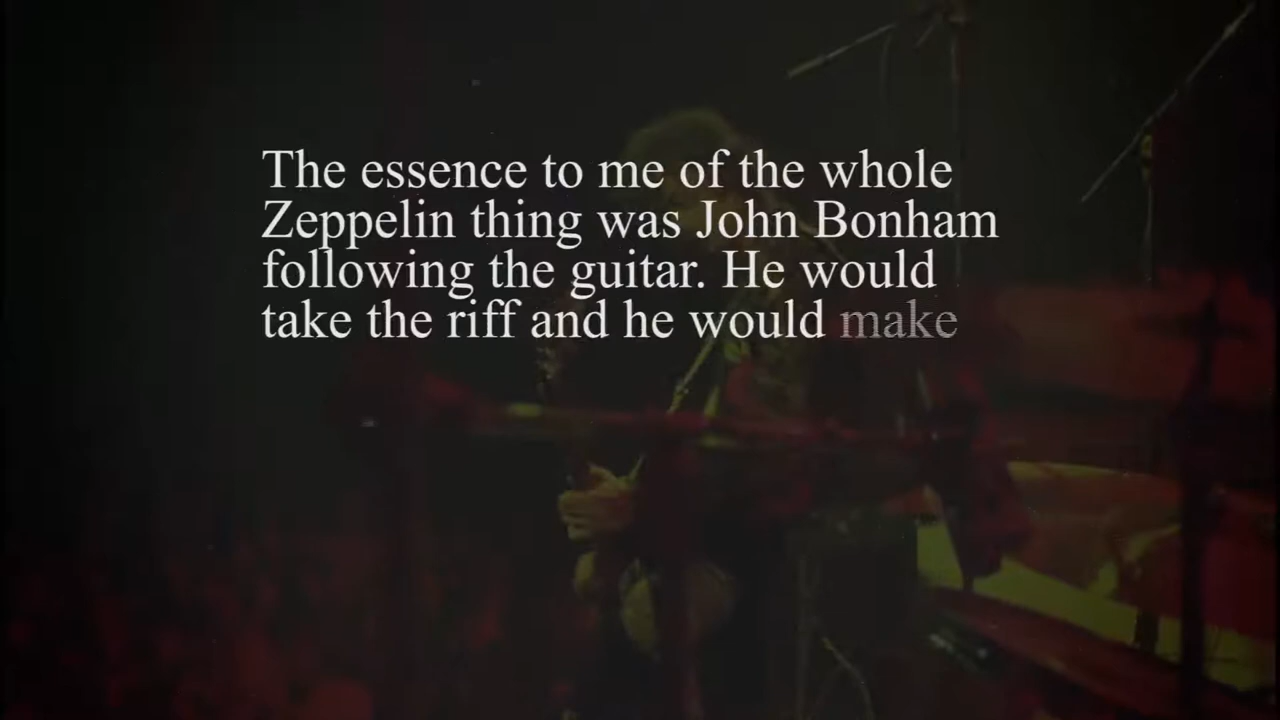 The essence to me of the whole
Zeppelin thing was John Bonham
following the guitar. He would
take the riff and he would make